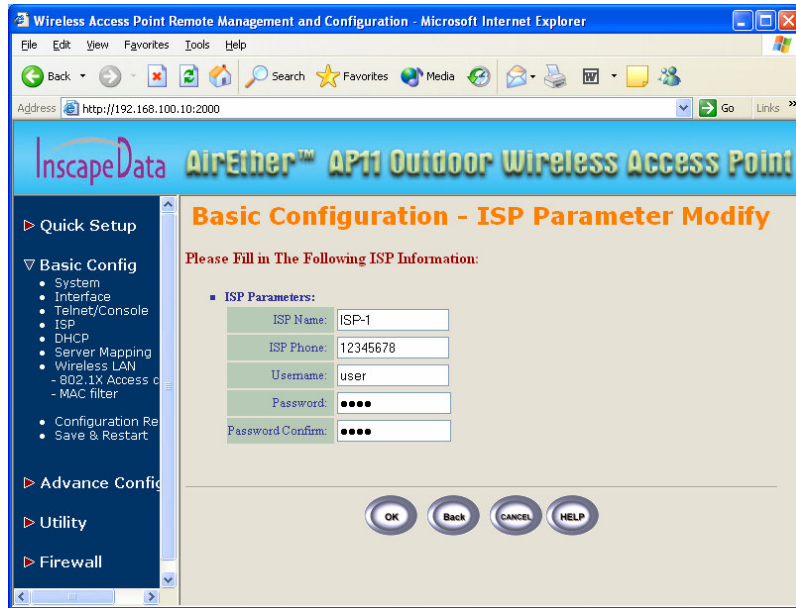 Wireless Access Point Remote Management and Configuration - Microsoft Internet Explorer
File Edit View Favorites Tools Help
Back Search Favorites Media
Address http://192.168.100.10:2000 Go Links »
InscapeData AirEther™ AP11 Outdoor Wireless Access Point
Quick Setup
Basic Config
System
Interface
Telnet/Console
ISP
DHCP
Server Mapping
Wireless LAN
- 802.1X Access c
- MAC filter
Configuration Re
Save & Restart
Advance Config
Utility
Firewall
Basic Configuration - ISP Parameter Modify
Please Fill in The Following ISP Information:
ISP Parameters:
ISP Name: ISP-1
ISP Phone: 12345678
Username: user
Password: ●●●●
Password Confirm: ●●●●
OK Back CANCEL HELP